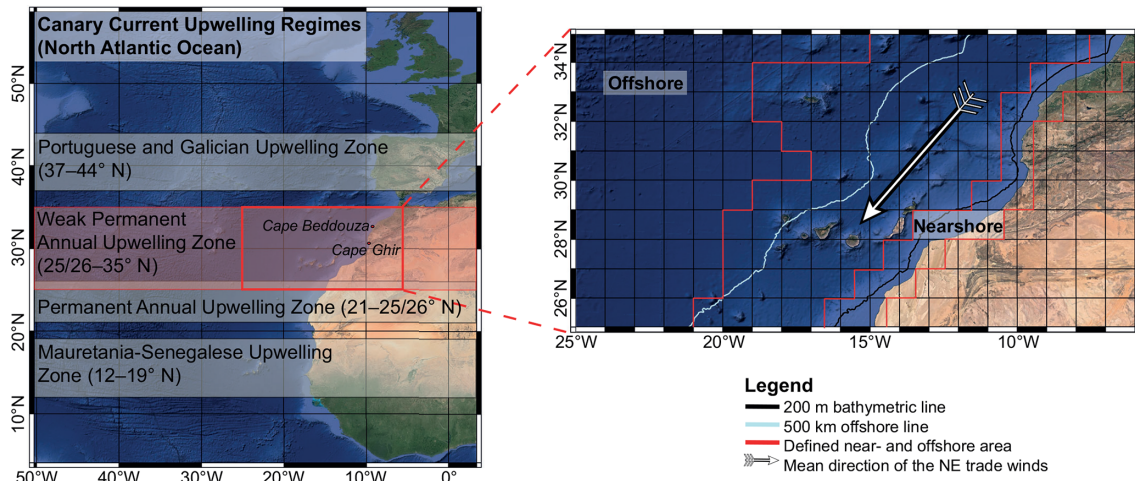 Canary Current Upwelling Regimes
(North Atlantic Ocean)
Portuguese and Galician Upwelling Zone
(37–44° N)
Weak Permanent
Annual Upwelling Zone
(25/26–35° N)
Cape Beddouza
Cape Ghir
Permanent Annual Upwelling Zone (21–25/26° N)
Mauretania-Senegalese Upwelling
Zone (12–19° N)
50°N
40°N
30°N
20°N
10°N
50°W
40°W
30°W
20°W
10°W
0°
Offshore
Nearshore
34°N
32°N
30°N
28°N
26°N
25°W
20°W
15°W
10°W
Legend
200 m bathymetric line
500 km offshore line
Defined near- and offshore area
Mean direction of the NE trade winds